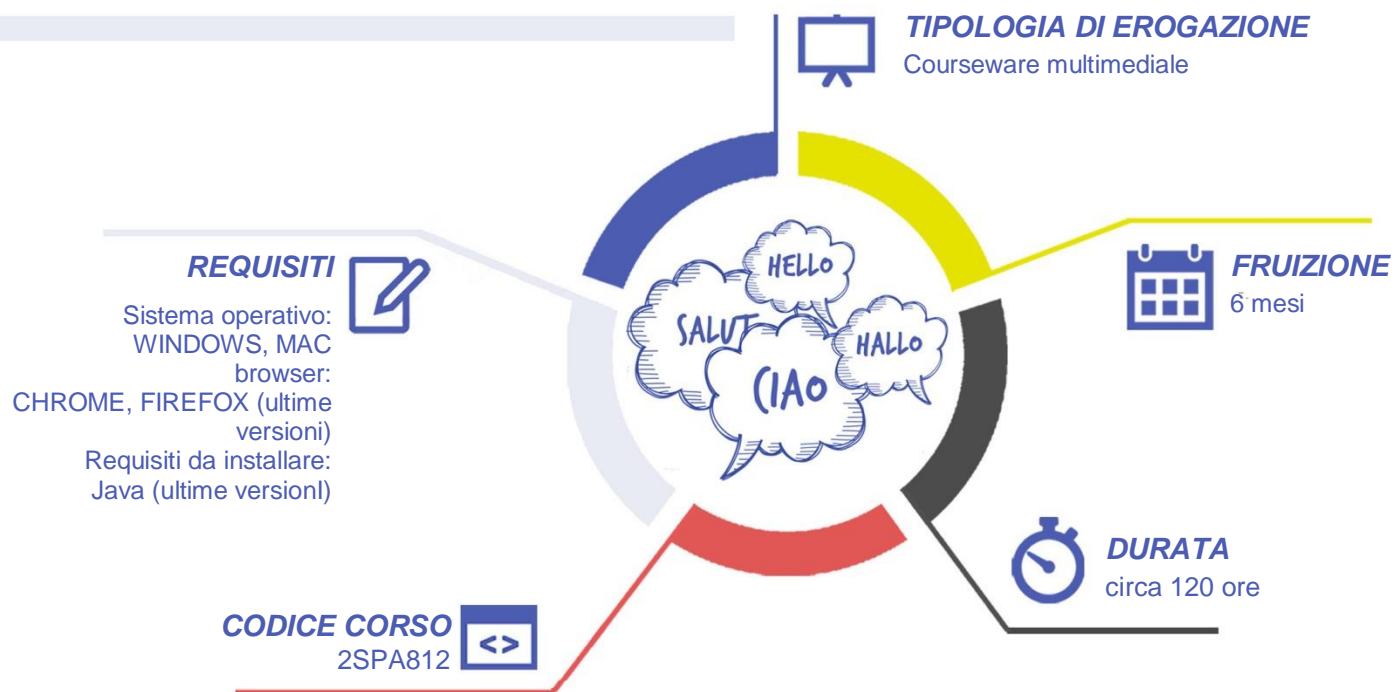 TIPOLOGIA DI EROGAZIONE
Courseware multimediale
REQUISITI
Sistema operativo:
WINDOWS, MAC
browser:
CHROME, FIREFOX (ultime
versioni)
Requisiti da installare:
Java (ultime versionI)
HELLO
SALUT
HALLO
CIAO
FRUIZIONE
6 mesi
DURATA
circa 120 ore
CODICE CORSO
2SPA812
<>